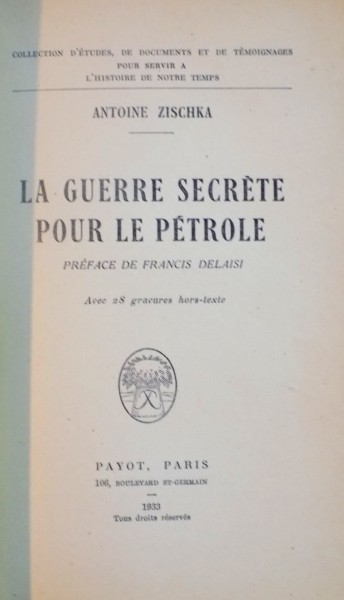 COLLECTION D'ÉTUDES, DE DOCUMENTS ET DE TÉMOIGNAGES
POUR SERVIR A
L'HISTOIRE DE NOTRE TEMPS
ANTOINE ZISCHKA
LA GUERRE SECRÈTE
POUR LE PÉTROLE
PRÉFACE DE FRANCIS DELAISI
Avec 28 gravures hors-texte
PAYOT, PARIS
106, BOULEVARD ST-GERMAIN
1933
Tous droits réservés